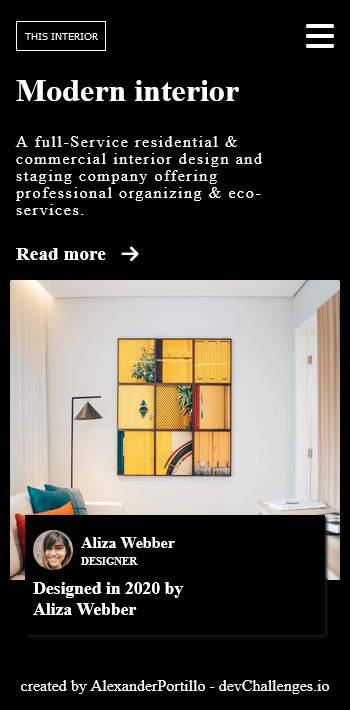 THIS INTERIOR
Modern interior
A full-Service residential &
commercial interior design and
staging company offering
professional organizing & eco-
services.
Read more
Aliza Webber
DESIGNER
Designed in 2020 by
Aliza Webber
created by AlexanderPortillo - devChallenges.io